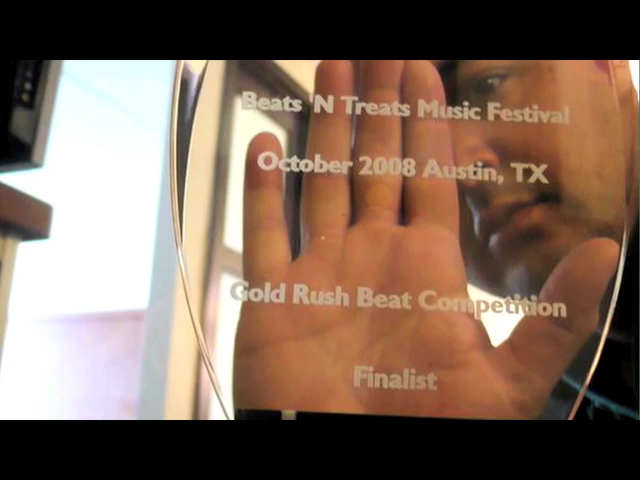 Beats 'N Treats Music Festival
October 2008 Austin, TX
Gold Rush Beat Competition
Finalist